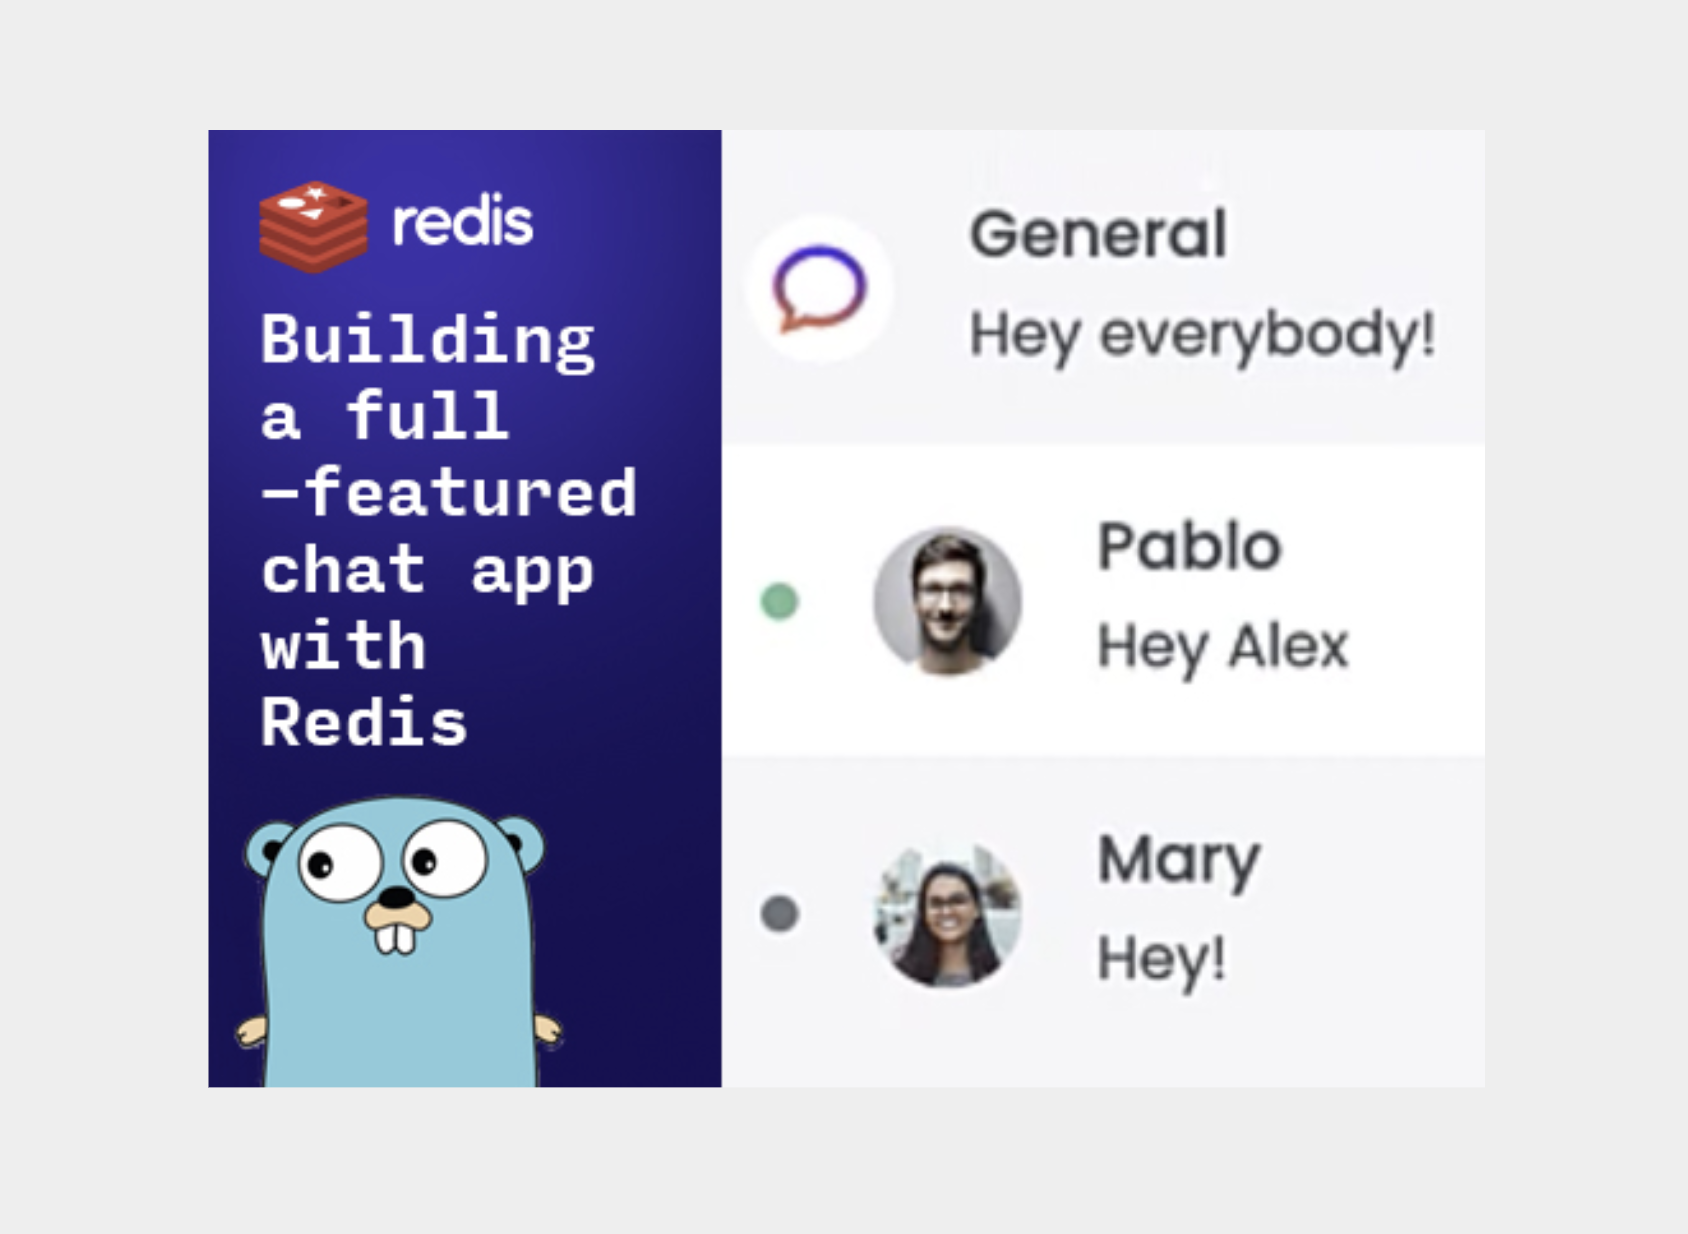 redis
Building
a full
-featured
chat app
with
Redis
General
Hey everybody!
Pablo
Hey Alex
Mary
Hey!